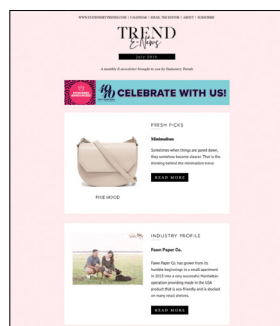 WWW.STATIONERYTRENDS.COM | CALENDAR | EMAIL THE EDITOR | ABOUT | SUBSCRIBE
TREND
E-News
July 2019
A monthly E-newsletter brought to you by Stationery Trends
CELEBRATE WITH US!
FRESH PICKS
Minimalism
Sometimes when things are pared down,
they somehow become clearer. That is the
thinking behind the minimalism trend.
READ MORE
PIXIE MOOD
INDUSTRY PROFILE
Fawn Paper Co.
Fawn Paper Co. has grown from its
humble beginnings in a small apartment
in 2015 into a very successful Manhattan
operation providing made in the USA
product that is eco-friendly and is stocked
on many retail shelves.
READ MORE